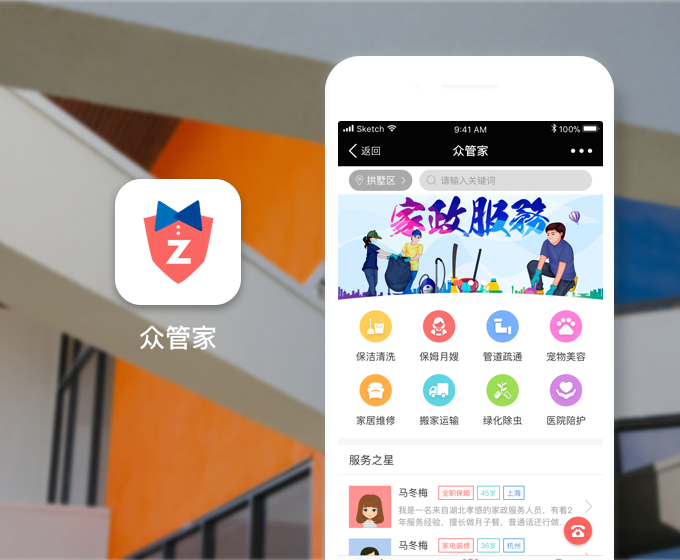 Sketch 9:41 AM 100%
返回 众管家
拱墅区 请输入关键词
家政服務
Z
众管家
保洁清洗 保姆月嫂 管道疏通 宠物美容
家居维修 搬家运输 绿化除虫 医院陪护
服务之星
马冬梅 全职保姆 45岁 上海
我是一名来自湖北孝感的家政服务人员,有着2
年服务经验,擅长做月子餐,普通话还行做...
马冬梅 家电装修 36岁 杭州